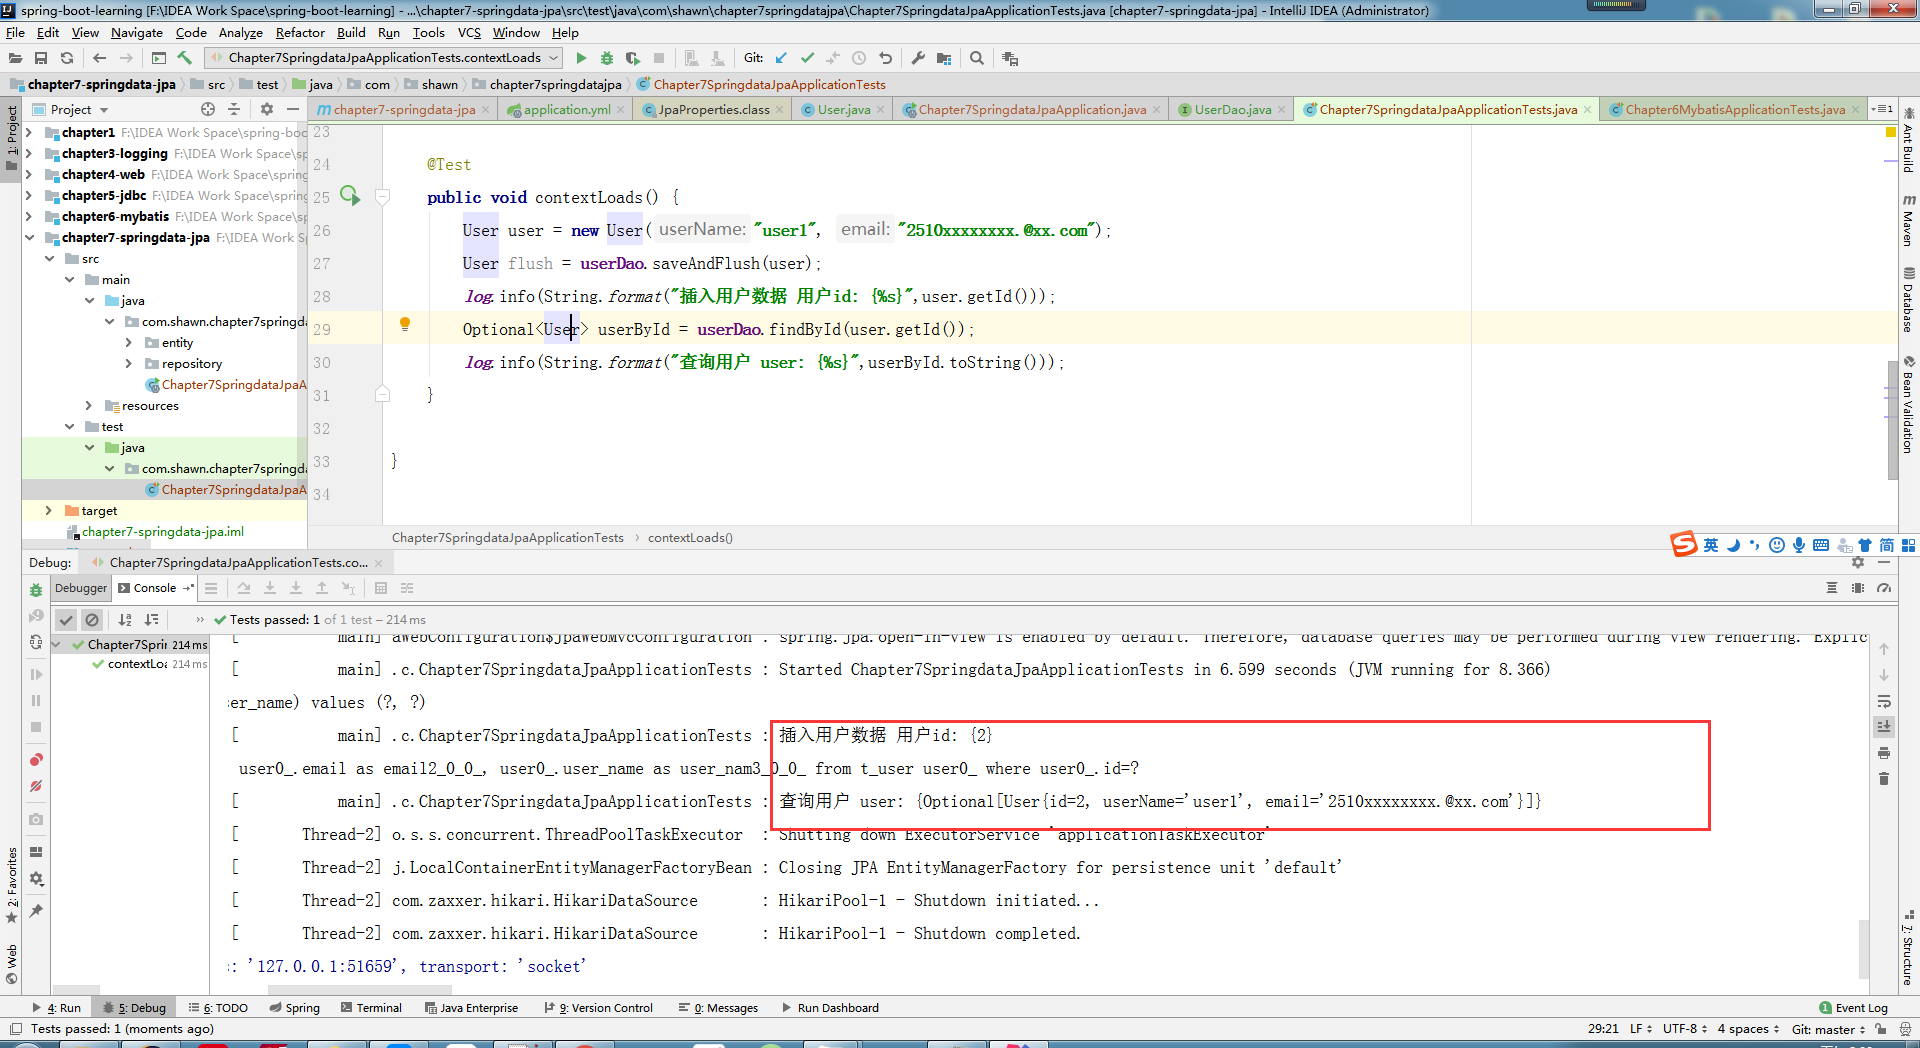 spring-boot-learning [F:\IDEA Work Space\spring-boot-learning] - ...\chapter7-springdata-jpa\src\test\java\com\shawn\chapter7springdatajpa\Chapter7SpringdataJpaApplicationTests.java [chapter7-springdata-jpa] - IntelliJ IDEA (Administrator)
File Edit View Navigate Code Analyze Refactor Build Run Tools VCS Window Help
Chapter7SpringdataJpaApplicationTests.contextLoads Git:
chapter7-springdata-jpa src test java com shawn chapter7springdatajpa Chapter7SpringdataJpaApplicationTests
Project chapter7-springdata-jpa application.yml JpaProperties.class User.java Chapter7SpringdataJpaApplication.java UserDao.java Chapter7SpringdataJpaApplicationTests.java Chapter6MybatisApplicationTests.java
1: Project
chapter1 F:\IDEA Work Space\spring-boo
chapter3-logging F:\IDEA Work Space\sp
chapter4-web F:\IDEA Work Space\spring
chapter5-jdbc F:\IDEA Work Space\spring
chapter6-mybatis F:\IDEA Work Space\spr
chapter7-springdata-jpa F:\IDEA Work S
src
main
java
com.shawn.chapter7springda
entity
repository
Chapter7SpringdataJpaA
resources
test
java
com.shawn.chapter7springda
Chapter7SpringdataJpaA
target
chapter7-springdata-jpa.iml
23
24 @Test
25 public void contextLoads() {
26 User user = new User( userName: "user1", email: "2510xxxxxxxx.@xx.com");
27 User flush = userDao.saveAndFlush(user);
28 log.info(String.format("插入用户数据 用户id: {%s}",user.getId()));
29 Optional<User> userById = userDao.findById(user.getId());
30 log.info(String.format("查询用户 user: {%s}",userById.toString()));
31 }
32
33 }
34
Chapter7SpringdataJpaApplicationTests › contextLoads()
Ant Build
Maven
Database
Bean Validation
英 简
Debug: Chapter7SpringdataJpaApplicationTests.co...
Debugger Console
Tests passed: 1 of 1 test – 214 ms
Chapter7Sprir 214 ms
contextLoa 214 ms
[ main] aWebConfiguration$JpaWebMvcConfiguration : spring.jpa.open-in-view is enabled by default. Therefore, database queries may be performed during view rendering. Explic
[ main] .c.Chapter7SpringdataJpaApplicationTests : Started Chapter7SpringdataJpaApplicationTests in 6.599 seconds (JVM running for 8.366)
er_name) values (?, ?)
[ main] .c.Chapter7SpringdataJpaApplicationTests : 插入用户数据 用户id: {2}
user0_.email as email2_0_0_, user0_.user_name as user_nam3_0_0_ from t_user user0_ where user0_.id=?
[ main] .c.Chapter7SpringdataJpaApplicationTests : 查询用户 user: {Optional[User{id=2, userName='user1', email='2510xxxxxxxx.@xx.com'}]}
[ Thread-2] o.s.s.concurrent.ThreadPoolTaskExecutor : Shutting down ExecutorService 'applicationTaskExecutor'
[ Thread-2] j.LocalContainerEntityManagerFactoryBean : Closing JPA EntityManagerFactory for persistence unit 'default'
[ Thread-2] com.zaxxer.hikari.HikariDataSource : HikariPool-1 - Shutdown initiated...
[ Thread-2] com.zaxxer.hikari.HikariDataSource : HikariPool-1 - Shutdown completed.
: '127.0.0.1:51659', transport: 'socket'
2: Favorites
Web
7: Structure
4: Run 5: Debug 6: TODO Spring Terminal Java Enterprise 9: Version Control 0: Messages Run Dashboard 1 Event Log
Tests passed: 1 (moments ago) 29:21 LF UTF-8 4 spaces Git: master